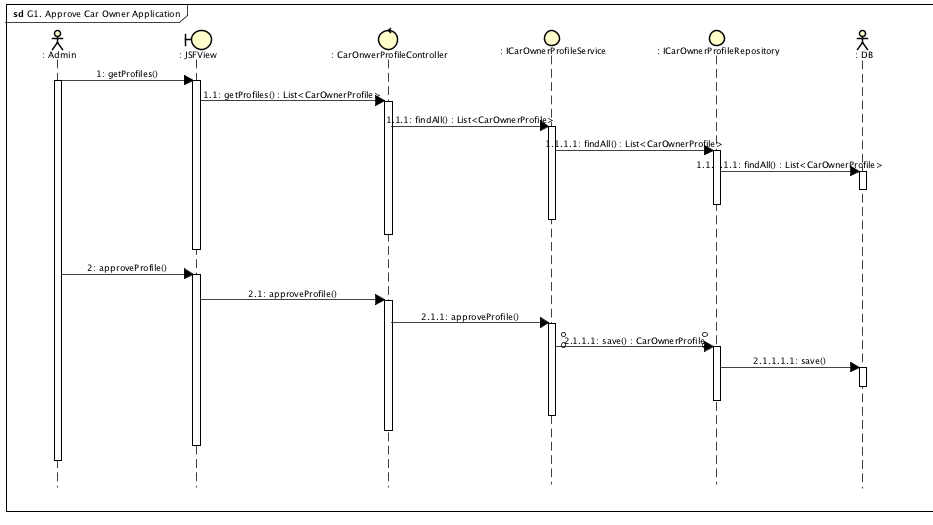 sd G1. Approve Car Owner Application
: Admin
: JSFView
: CarOnwerProfileController
: ICarOwnerProfileService
: ICarOwnerProfileRepository
: DB
1: getProfiles()
1.1: getProfiles() : List<CarOwnerProfile>
1.1.1: findAll() : List<CarOwnerProfile>
1.1.1.1: findAll() : List<CarOwnerProfile>
1.1.1.1.1: findAll() : List<CarOwnerProfile>
2: approveProfile()
2.1: approveProfile()
2.1.1: approveProfile()
2.1.1.1: save() : CarOwnerProfile
2.1.1.1.1: save()